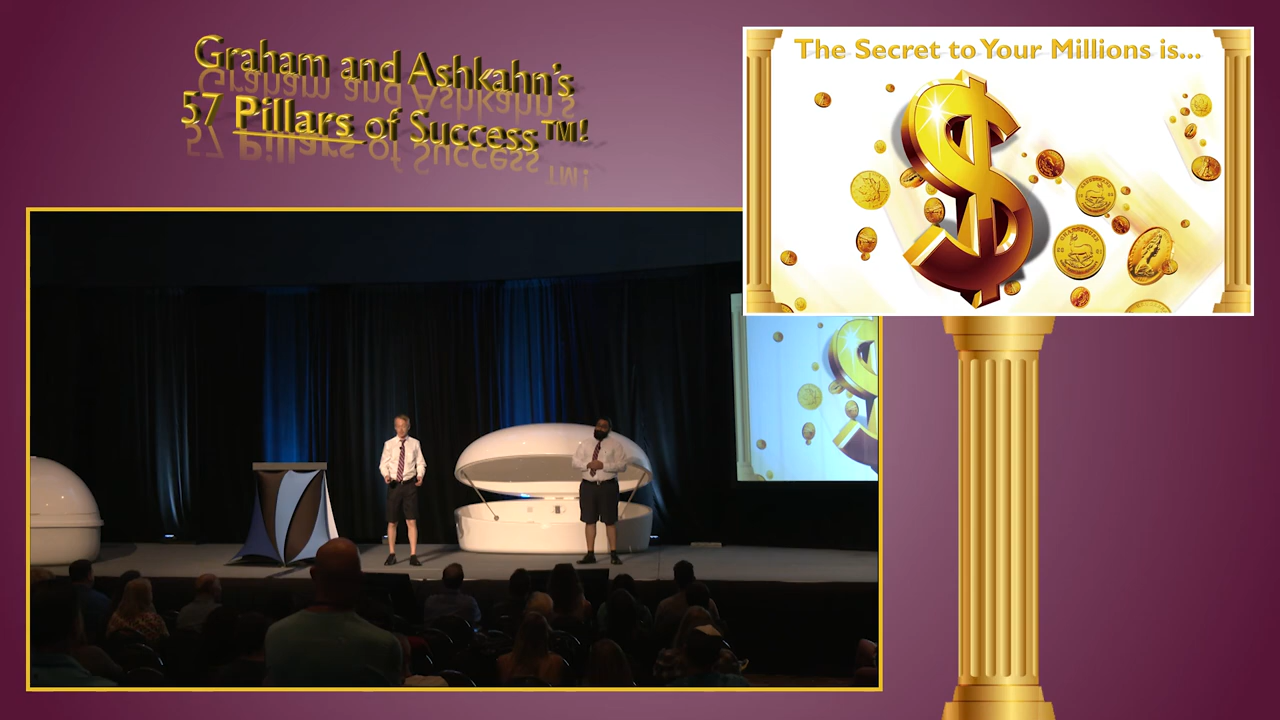 Graham and Ashkahn's
57 Pillars of Success™!
The Secret to Your Millions is...